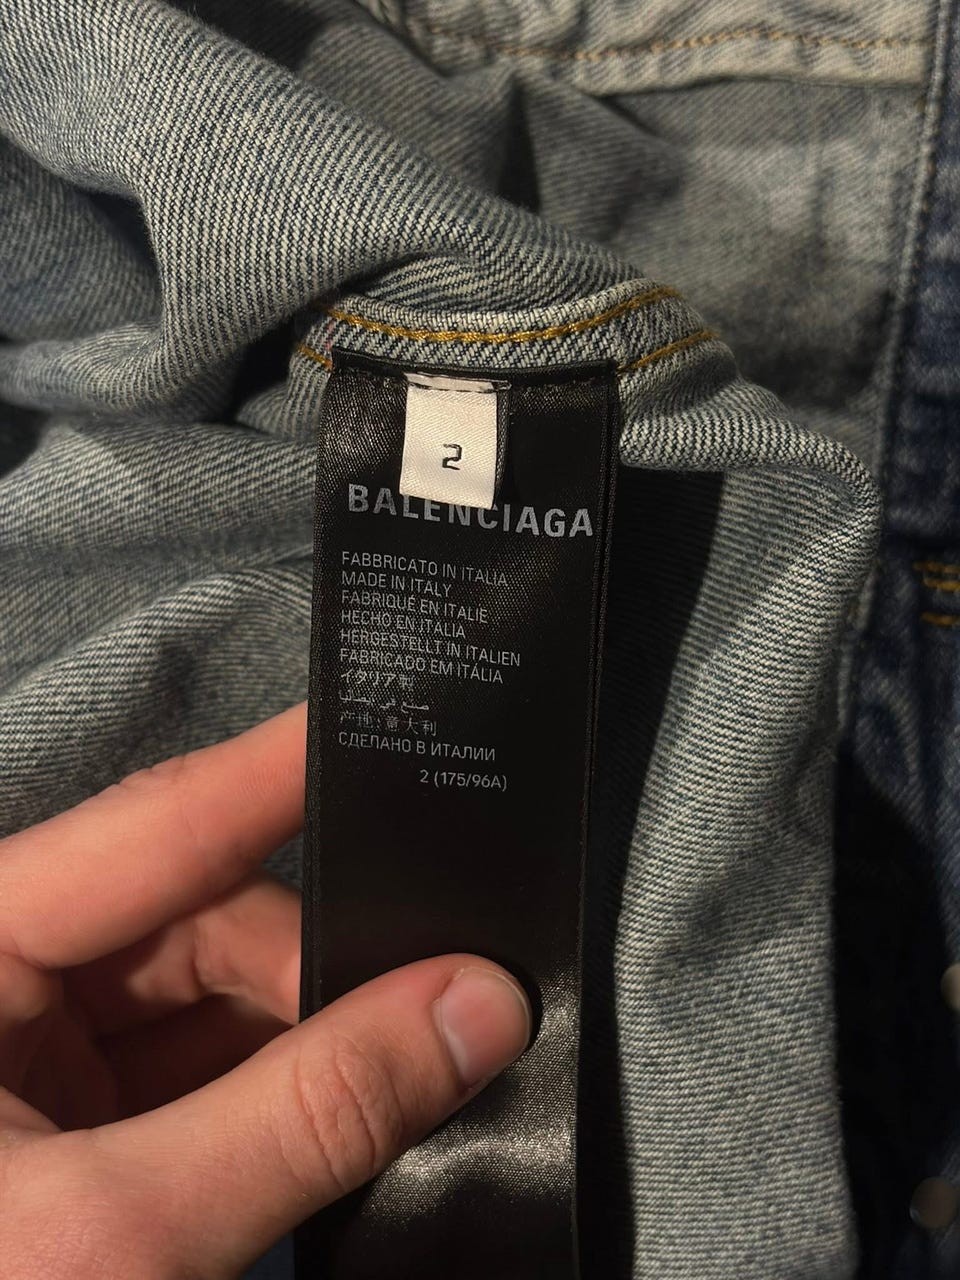 2
BALENCIAGA
FABBRICATO IN ITALIA
MADE IN ITALY
FABRIQUÉ EN ITALIE
HECHO EN ITALIA
HERGESTELLT IN ITALIEN
FABRICADO EM ITÁLIA
イタリア製
صنع في إيطاليا
产地:意大利
СДЕЛАНО В ИТАЛИИ
2 (175/96A)